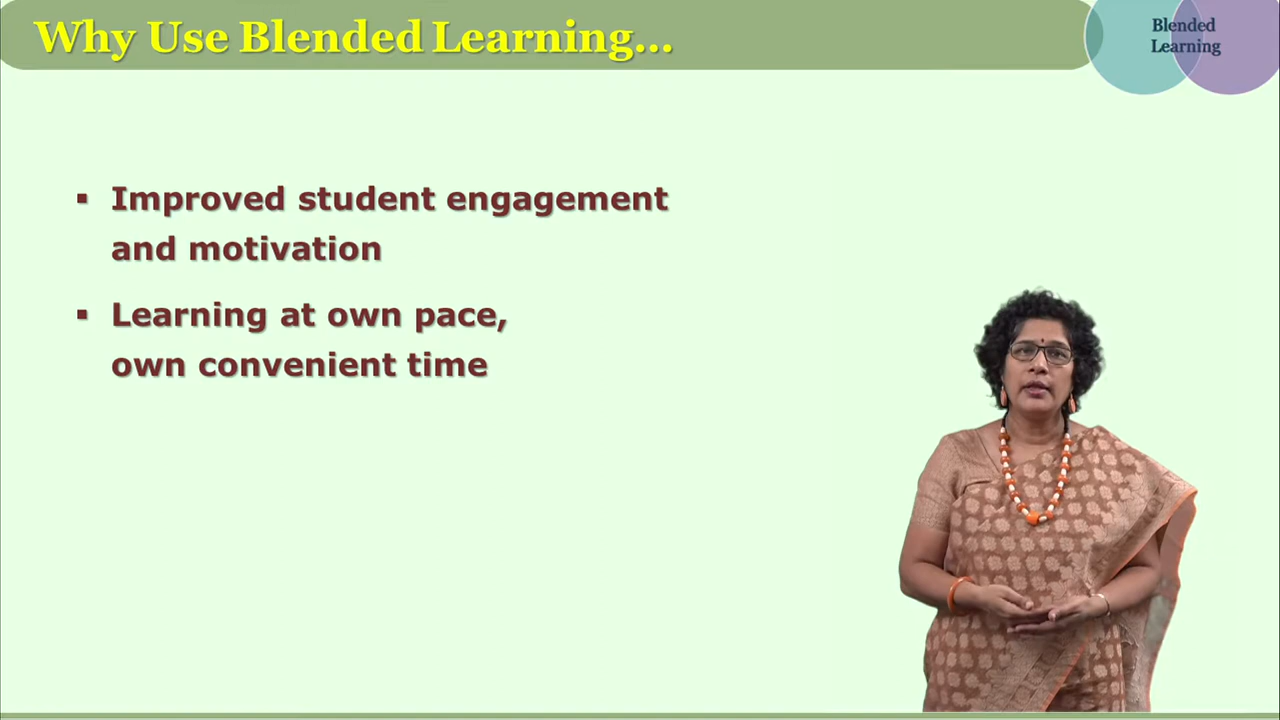 Why Use Blended Learning...
Blended
Learning
▪ Improved student engagement
and motivation
▪ Learning at own pace,
own convenient time